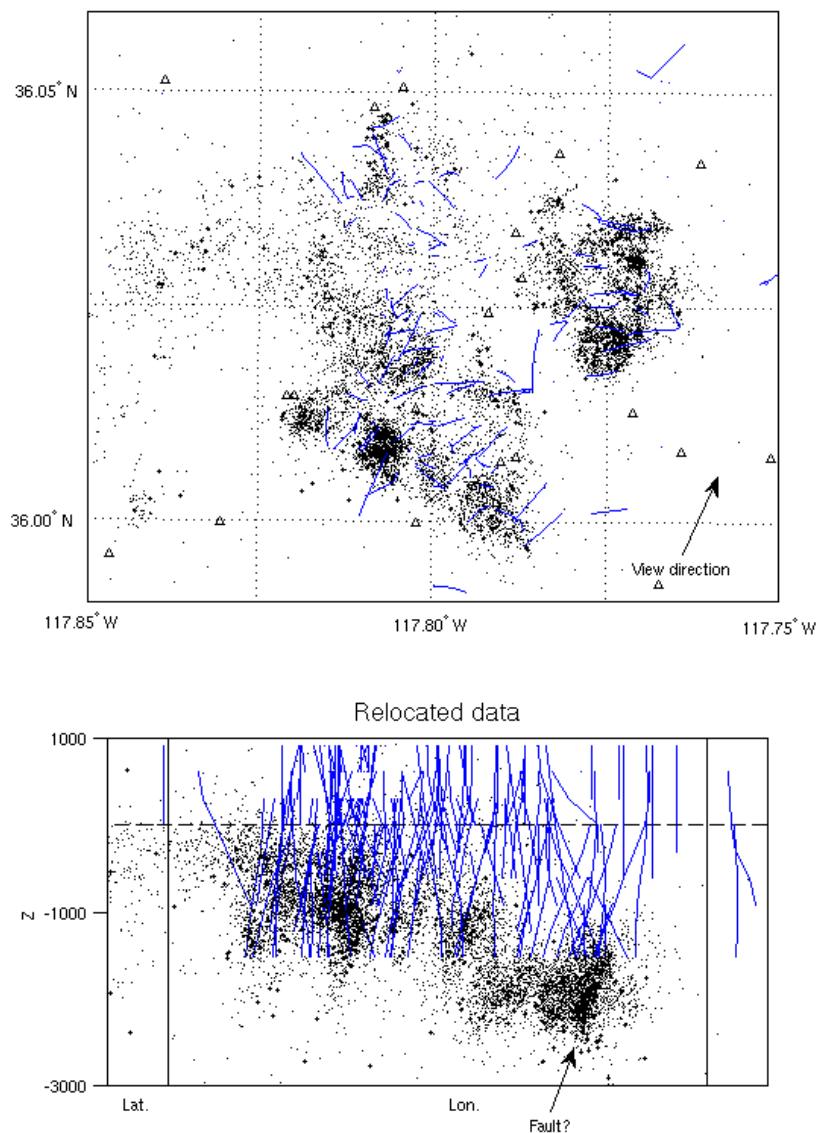 36.05° N
36.00° N
View direction
117.85° W
117.80° W
117.75° W
Relocated data
1000
Z
-1000
-3000
Lat.
Lon.
Fault?